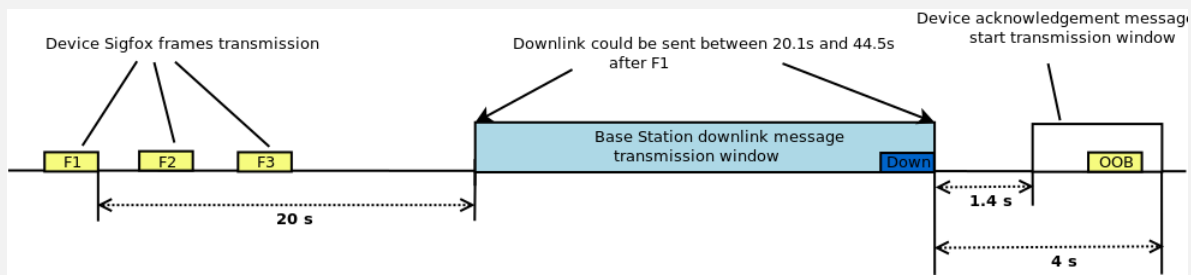 Device acknowledgement messag
start transmission window
Device Sigfox frames transmission
Downlink could be sent between 20.1s and 44.5s
after F1
F1
F2
F3
Base Station downlink message
transmission window
Down
OOB
20 s
1.4 s
4 s